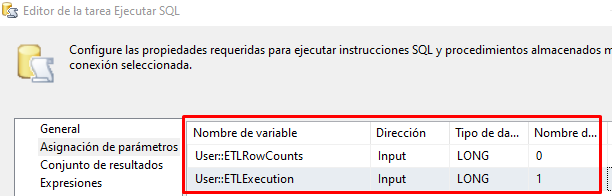 Editor de la tarea Ejecutar SQL
Configure las propiedades requeridas para ejecutar instrucciones SQL y procedimientos almacenados m
conexión seleccionada.
General
Asignación de parámetros
Conjunto de resultados
Expresiones
Nombre de variable Dirección Tipo de da... Nombre d...
User::ETLRowCounts Input LONG 0
User::ETLExecution Input LONG 1